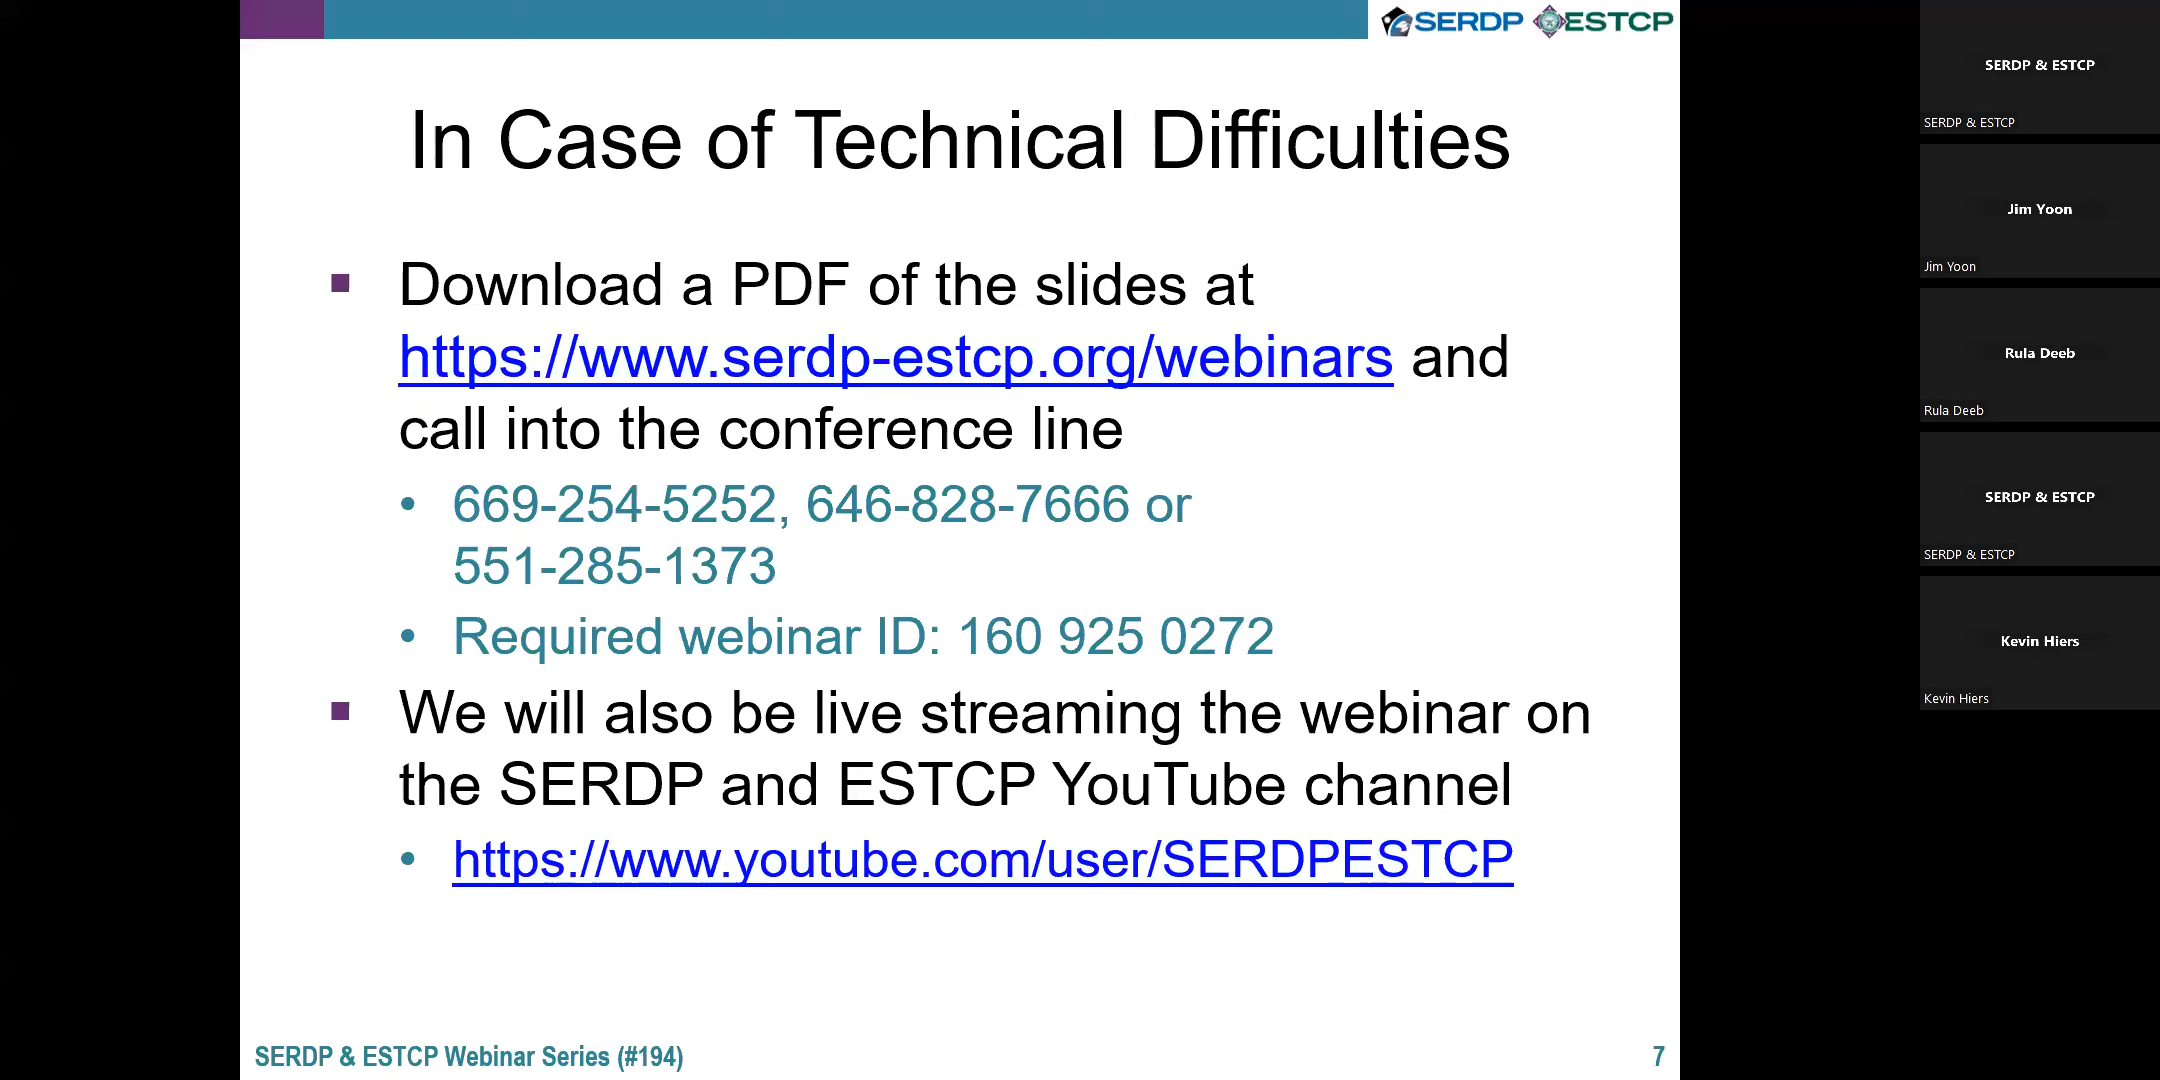 SERDP ESTCP
In Case of Technical Difficulties
Download a PDF of the slides at
https://www.serdp-estcp.org/webinars and
call into the conference line
669-254-5252, 646-828-7666 or
551-285-1373
Required webinar ID: 160 925 0272
We will also be live streaming the webinar on
the SERDP and ESTCP YouTube channel
https://www.youtube.com/user/SERDPESTCP
SERDP & ESTCP Webinar Series (#194)
7
SERDP & ESTCP
SERDP & ESTCP
Jim Yoon
Jim Yoon
Rula Deeb
Rula Deeb
SERDP & ESTCP
SERDP & ESTCP
Kevin Hiers
Kevin Hiers